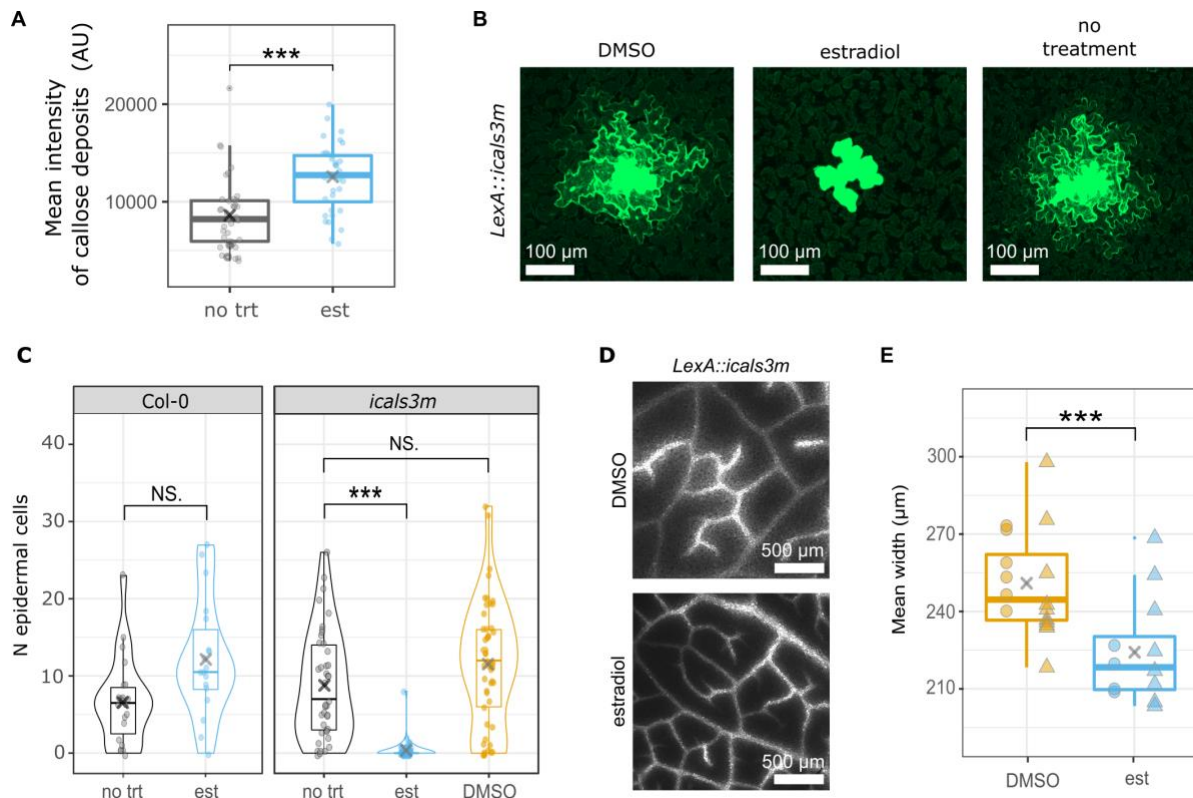 A
Mean intensity
of callose deposits (AU)
20000
10000
***
no trt
est
B
DMSO
estradiol
no
treatment
LexA::icals3m
100 µm
100 µm
100 µm
C
N epidermal cells
40
30
20
10
0
Col-0
icals3m
NS.
NS.
***
no trt
est
no trt
est
DMSO
D
LexA::icals3m
DMSO
500 µm
estradiol
500 µm
E
Mean width (µm)
300
270
240
210
***
DMSO
est